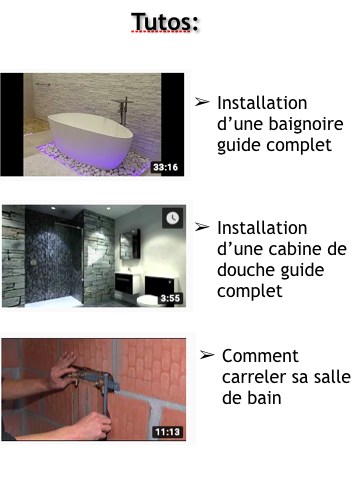 Tutos:
33:16
➢ Installation
d’une baignoire
guide complet
3:55
➢ Installation
d’une cabine de
douche guide
complet
11:13
➢ Comment
carreler sa salle
de bain